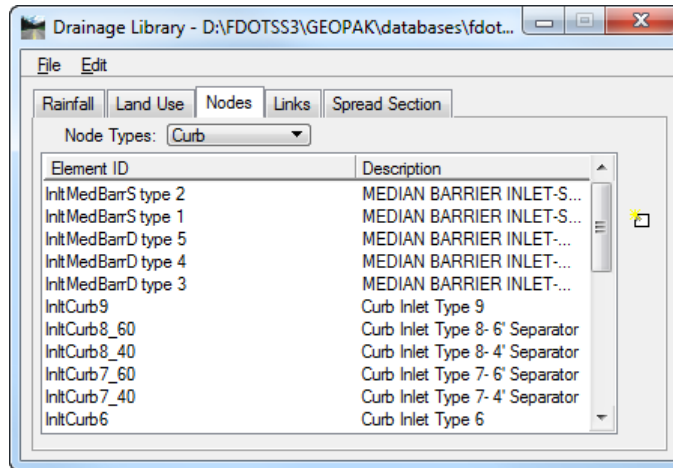 Drainage Library - D:\FDOTSS3\GEOPAK\databases\fdot...
File Edit
Rainfall Land Use Nodes Links Spread Section
Node Types: Curb
Element ID Description
InltMedBarrS type 2 MEDIAN BARRIER INLET-S...
InltMedBarrS type 1 MEDIAN BARRIER INLET-S...
InltMedBarrD type 5 MEDIAN BARRIER INLET-...
InltMedBarrD type 4 MEDIAN BARRIER INLET-...
InltMedBarrD type 3 MEDIAN BARRIER INLET-...
InltCurb9 Curb Inlet Type 9
InltCurb8_60 Curb Inlet Type 8- 6' Separator
InltCurb8_40 Curb Inlet Type 8- 4' Separator
InltCurb7_60 Curb Inlet Type 7- 6' Separator
InltCurb7_40 Curb Inlet Type 7- 4' Separator
InltCurb6 Curb Inlet Type 6